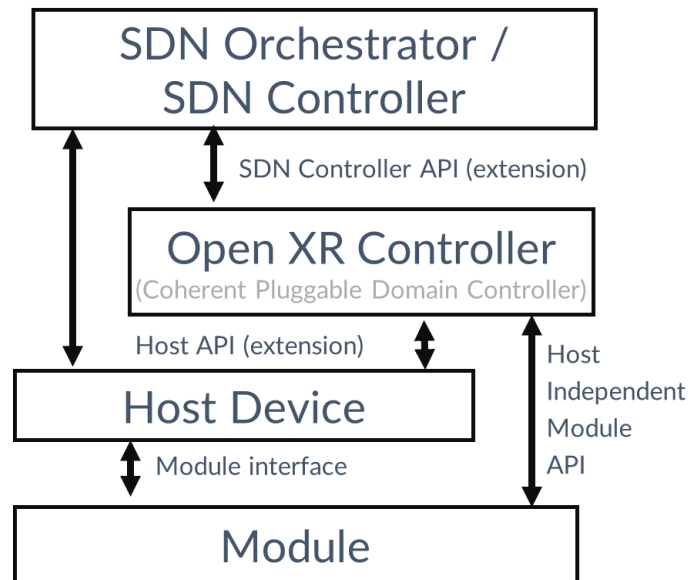 SDN Orchestrator /
SDN Controller
SDN Controller API (extension)
Open XR Controller
(Coherent Pluggable Domain Controller)
Host API (extension)
Host
Independent
Module
API
Host Device
Module interface
Module